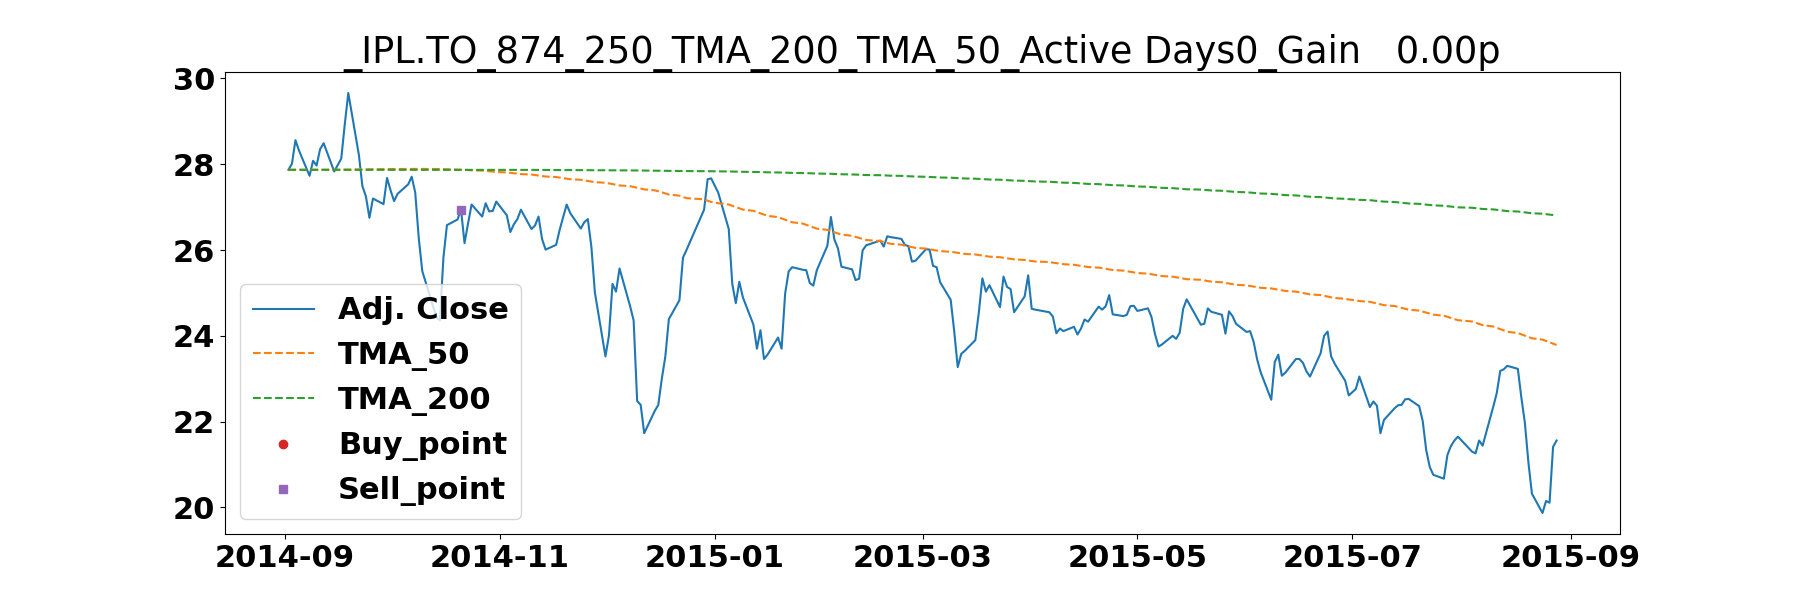 _IPL.TO_874_250_TMA_200_TMA_50_Active Days0_Gain   0.00p
30
28
26
24
22
20
Adj. Close
TMA_50
TMA_200
Buy_point
Sell_point
2014-09 2014-11 2015-01 2015-03 2015-05 2015-07 2015-09